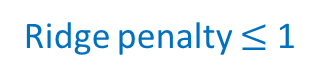 Ridge penalty ≤ 1